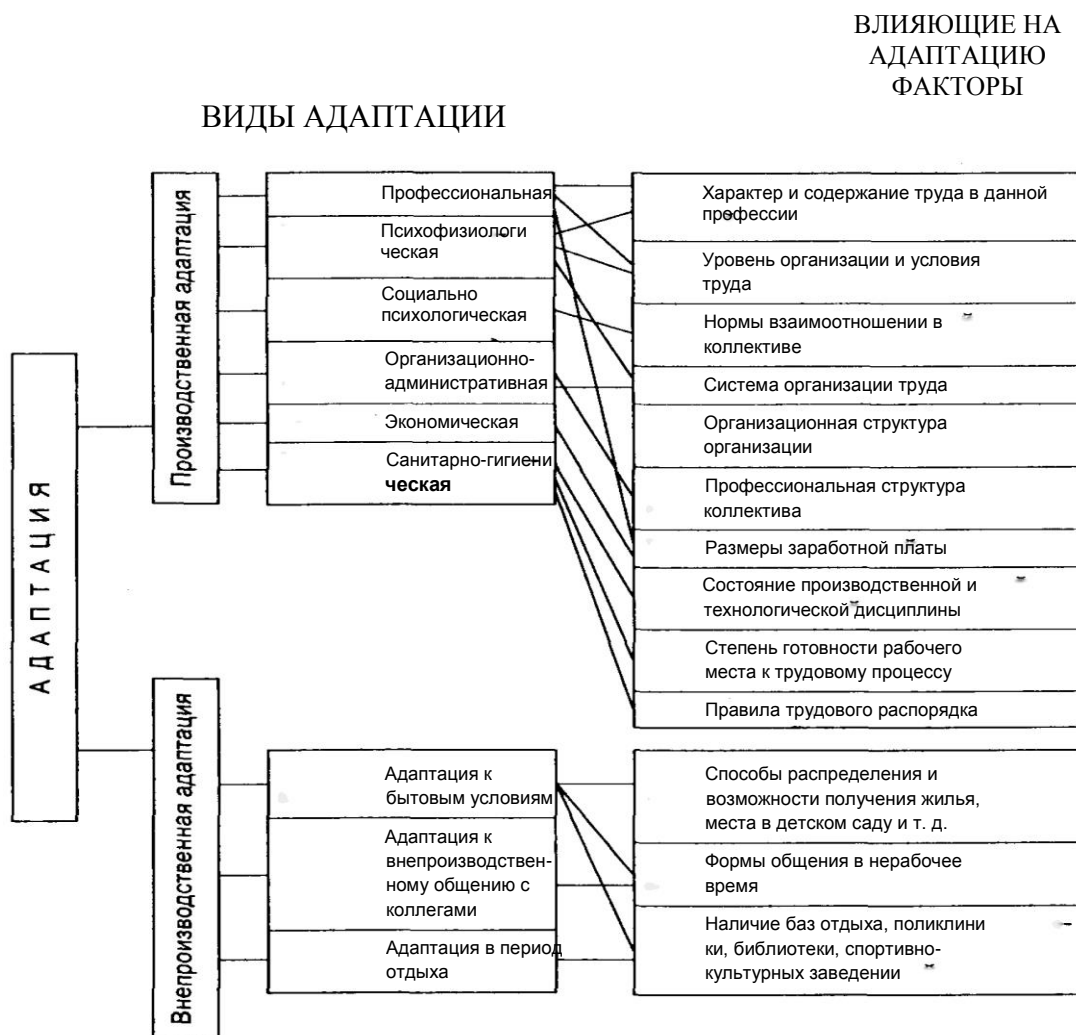 ВЛИЯЮЩИЕ НА
АДАПТАЦИЮ
ФАКТОРЫ
ВИДЫ АДАПТАЦИИ
АДАПТАЦИЯ
Производственная адаптация
Профессиональная
Психофизиологи
ческая
Социально
психологическая
Организационно-
административная
Экономическая
Санитарно-гигиени
ческая
Характер и содержание труда в данной
профессии
Уровень организации и условия
труда
Нормы взаимоотношении в
коллективе
Система организации труда
Организационная структура
организации
Профессиональная структура
коллектива
Размеры заработной платы
Состояние производственной и
технологической дисциплины
Степень готовности рабочего
места к трудовому процессу
Правила трудового распорядка
Внепроизводственная адаптация
Адаптация к
бытовым условиям
Адаптация к
внепроизводствен-
ному общению с
коллегами
Адаптация в период
отдыха
Способы распределения и
возможности получения жилья,
места в детском саду и т. д.
Формы общения в нерабочее
время
Наличие баз отдыха, поликлини -
ки, библиотеки, спортивно-
культурных заведении